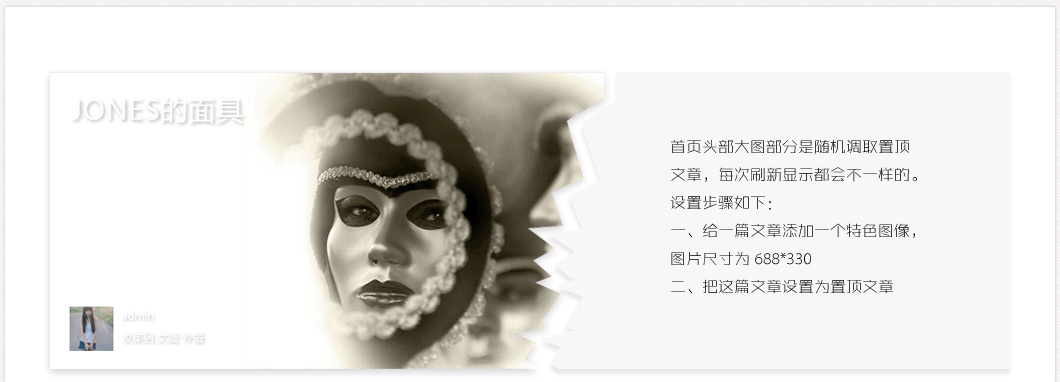 JONES的面具
admin
收集到 文艺 专辑
首页头部大图部分是随机调取置顶
文章，每次刷新显示都会不一样的。
设置步骤如下：
一、给一篇文章添加一个特色图像，
图片尺寸为 688*330
二、把这篇文章设置为置顶文章